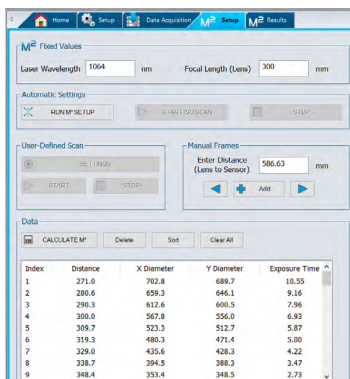 Home Setup Data Acquisition M² Setup M² Results
M² Fixed Values
Laser Wavelength 1064 nm Focal Length (Lens) 300 mm
Automatic Settings
RUN M² SETUP START ISO SCAN STOP
User-Defined Scan Manual Frames
SETTINGS Enter Distance (Lens to Sensor) 586.63 mm
START STOP Add
Data
CALCULATE M² Delete Sort Clear All
Index Distance X Diameter Y Diameter Exposure Time
1 271.0 702.8 689.7 10.55
2 280.6 659.3 646.1 9.16
3 290.3 612.6 600.5 7.96
4 300.0 567.8 556.0 6.93
5 309.7 523.3 512.7 5.87
6 319.3 480.3 471.4 5.00
7 329.0 435.6 428.3 4.22
8 338.7 394.5 388.3 3.47
9 348.4 353.4 348.5 2.73